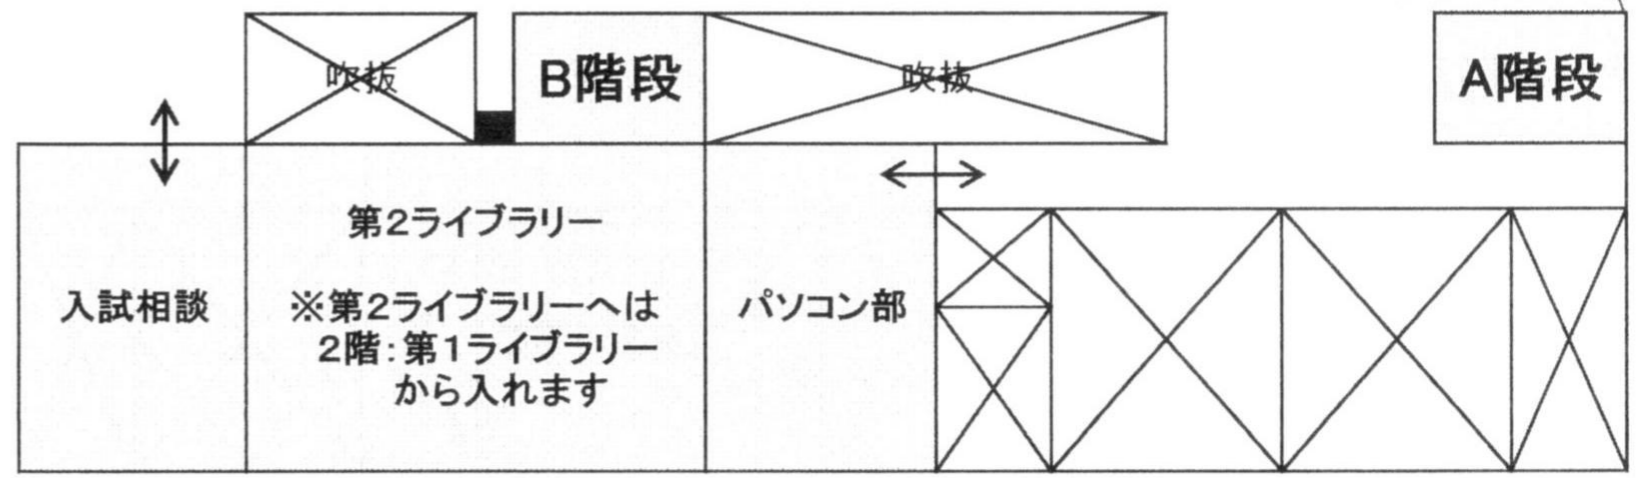 吹抜
B階段
吹抜
A階段
入試相談
第2ライブラリー
※第2ライブラリーへは
2階：第1ライブラリー
から入れます
パソコン部